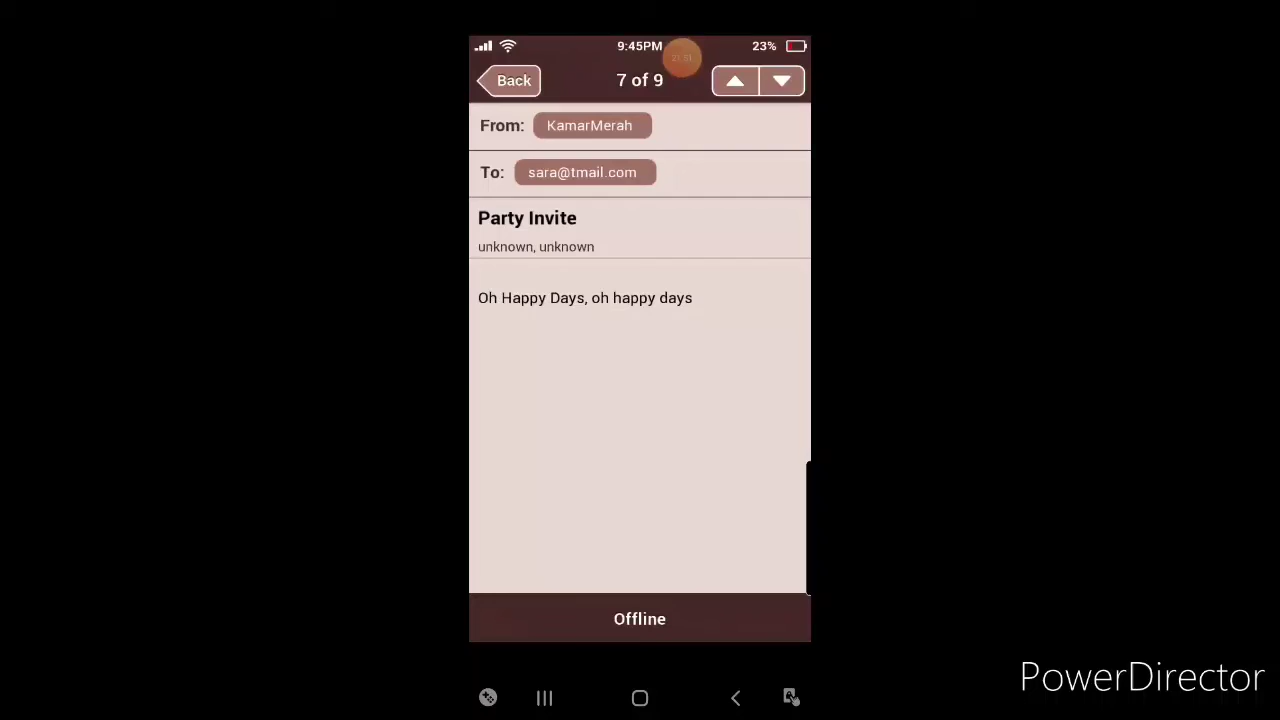 9:45PM
23%
Back
7 of 9
From: KamarMerah
To: sara@tmail.com
Party Invite
unknown, unknown
Oh Happy Days, oh happy days
Offline
PowerDirector